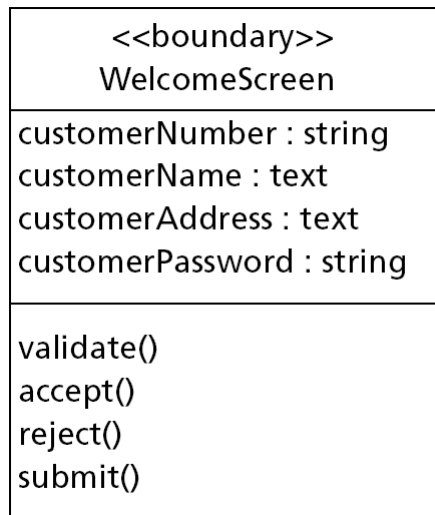 <<boundary>>
WelcomeScreen
customerNumber : string
customerName : text
customerAddress : text
customerPassword : string
validate()
accept()
reject()
submit()